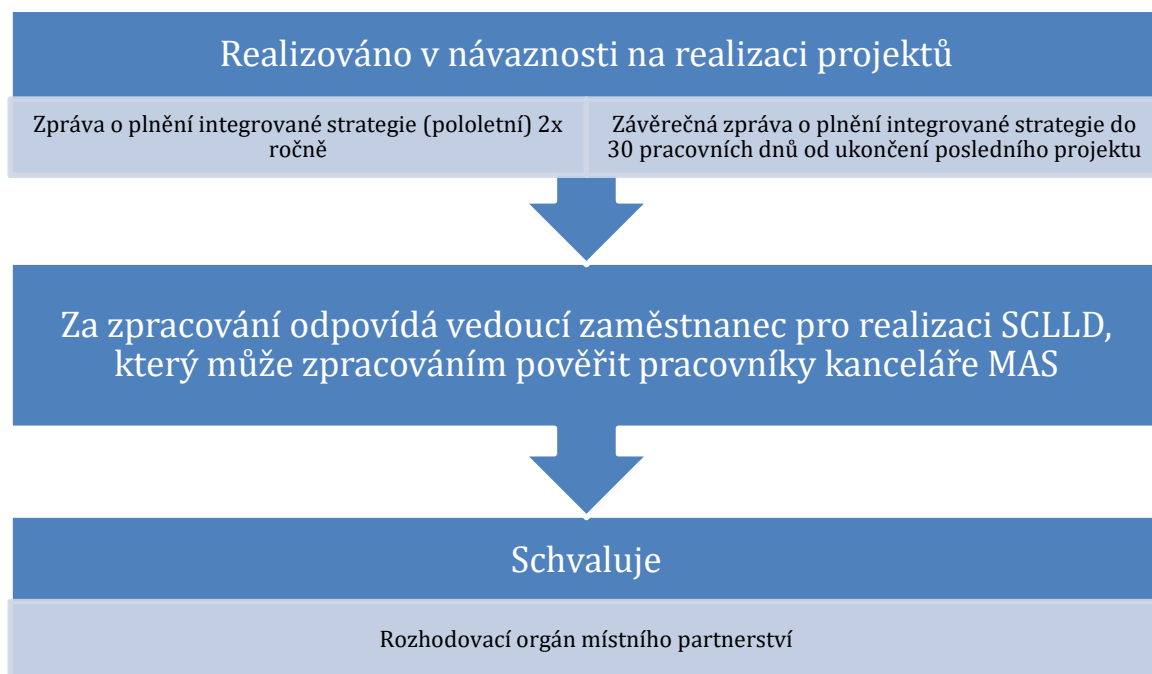 Realizováno v návaznosti na realizaci projektů
Zpráva o plnění integrované strategie (pololetní) 2x
ročně
Závěrečná zpráva o plnění integrované strategie do
30 pracovních dnů od ukončení posledního projektu
Za zpracování odpovídá vedoucí zaměstnanec pro realizaci SCLLD,
který může zpracováním pověřit pracovníky kanceláře MAS
Schvaluje
Rozhodovací orgán místního partnerství